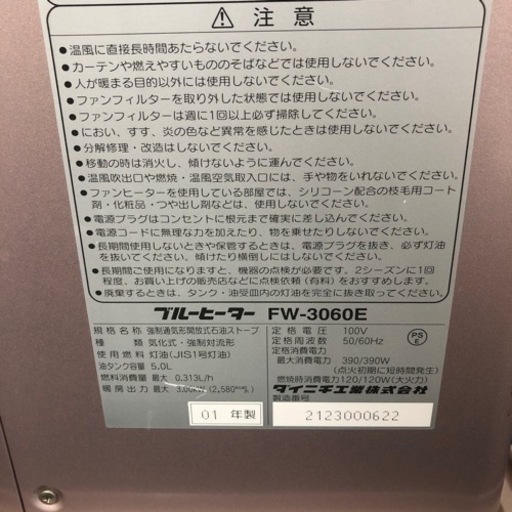 ⚠ 注意
●温風に直接長時間あたらないでください。
●カーテンや燃えやすいもののそばなどでは使用しないでください。
●人が暖まる目的以外には使用しないでください。
●ファンフィルターを取り外した状態では使用しないでください。
●ファンフィルターは週に1回以上必ず掃除してください。
●におい、すす、炎の色など異常を感じたときは使用しないでください。
●分解修理・改造はしないでください。
●移動の時は消火し、傾けないように運んでください。
●温風吹出口や燃焼・温風空気取入口には、手や物をいれないでください。
●ファンヒーターを使用している部屋では、シリコーン配合の枝毛用コート
剤・化粧品・つや出し剤などは、使用しないでください。
●電源プラグはコンセントに根元まで確実に差し込んでください。
●電源コードに無理な力を加えたり、物を乗せたりしないでください。
●長期間使用しないときや保管するときは、電源プラグを抜き、必ず灯油
を抜いてください。傾けたり横倒しにはしないでください。
●長期間ご使用になりますと、機器の点検が必要です。2シーズンに1回
程度、お買い上げの販売店などに点検依頼(有料)をおすすめします。
●廃棄するときは、タンク・油受皿内の灯油を完全に抜き取ってください。
ブルーヒーター FW-3060E
規格名称 強制通気形開放式石油ストーブ
種類 気化式・強制対流形
使用燃料 灯油(JIS1号灯油)
油タンク容量 5.0L
燃料消費量 最大 0.313L/h
暖房出力 最大 3.00kW(2,580kcal/h)
定格電圧 100V
定格周波数 50/60Hz
定格消費電力
最大消費電力 390/390W
(点火初期に短時間発生)
燃焼時消費電力 120/120W(大火力)
PS
E
ダイニチ工業株式会社
01 年製
製造番号
2123000622